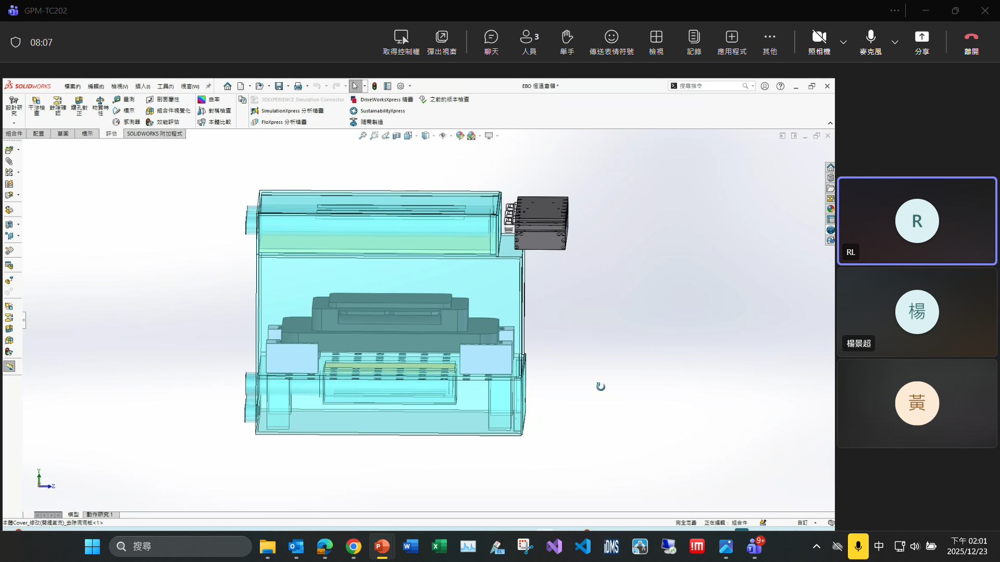 GPM-TC202
08:07
取得控制權
彈出視窗
聊天
3
人員
舉手
傳送表情符號
檢視
記錄
應用程式
其他
照相機
麥克風
分享
離開
SOLIDWORKS
檔案(F)
編輯(E)
檢視(V)
插入(I)
工具(T)
視窗(W)
EBO 恆溫倉儲 *
搜尋指令
設計研究
干涉檢查
餘隙確認
鑽孔對正
物質特性
量測
標示
感測器
剖面屬性
組合件視覺化
效能評估
曲率
對稱檢查
本體比較
3DEXPERIENCE Simulation Connector
SimulationXpress 分析精靈
FloXpress 分析精靈
DriveWorksXpress 精靈
SustainabilityXpress
隨需製造
之前的版本檢查
組合件
配置
草圖
標示
評估
SOLIDWORKS 附加程式
Y
Z
模型
動作研究 1
本體Cover_修改(開縫氣流)_去除洞洞板<1>
完全定義
正在編輯： 組合件
自訂
R
RL
楊
楊景超
黃
搜尋
iDMS
9+
中
下午 02:01
2025/12/23